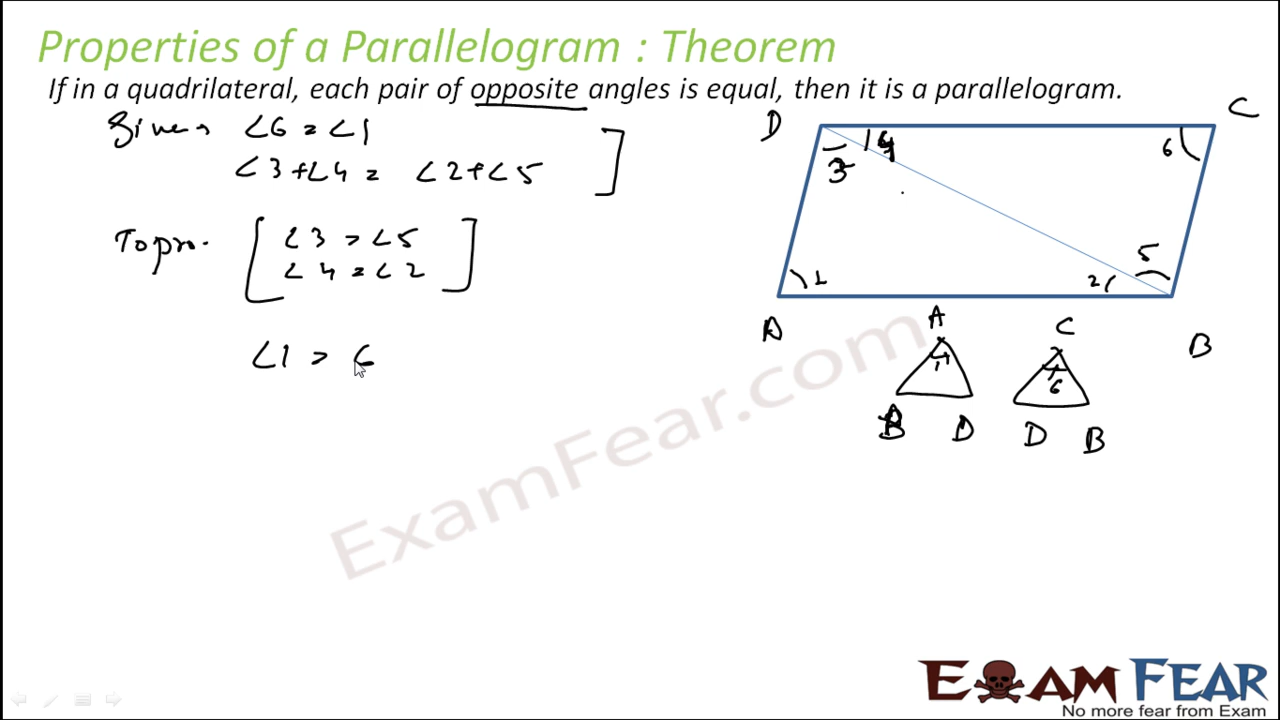 Properties of a Parallelogram : Theorem
If in a quadrilateral, each pair of opposite angles is equal, then it is a parallelogram.
Given ∠6 = ∠1
∠3 + ∠4 = ∠2 + ∠5
To pro. ∠3 = ∠5
∠4 = ∠2
∠1 = 6
D
C
3
4
6
1
2
5
A
B
A
C
1
6
B D
D B
ExamFear.com
EXAM FEAR
No more fear from Exam